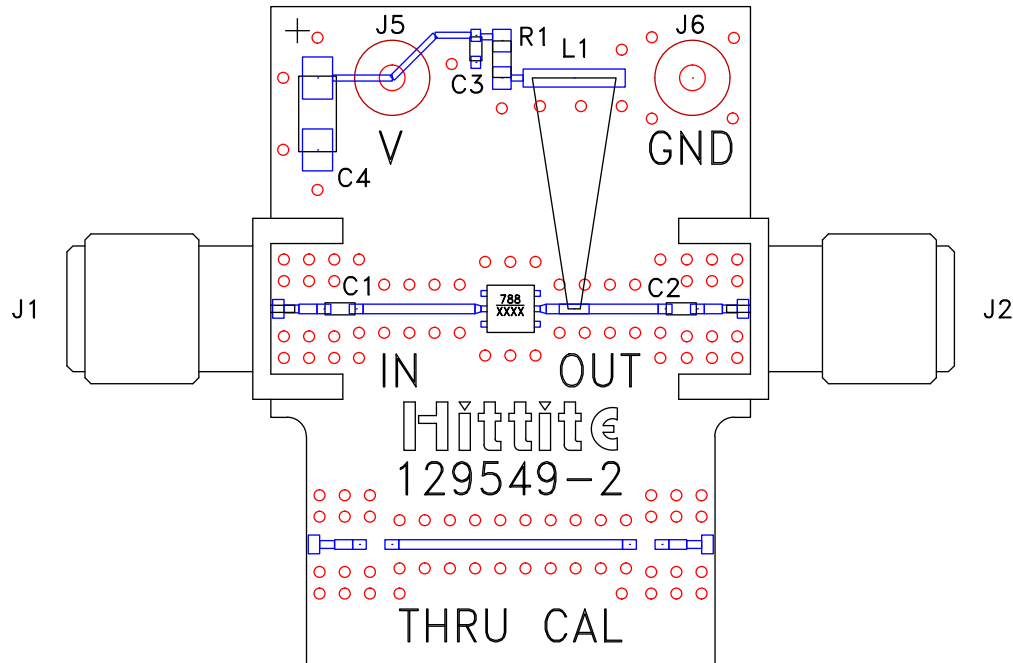 +
J5
R1
L1
J6
C3
V
GND
C4
J1
C1
788
XXXX
C2
J2
IN
OUT
Hittite
129549-2
THRU CAL